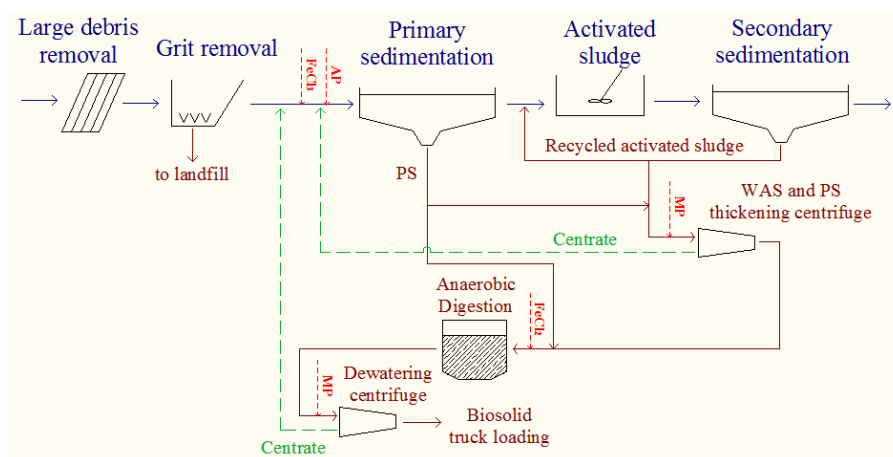 Large debris
removal
Grit removal
Primary
sedimentation
Activated
sludge
Secondary
sedimentation
FeCl3
AP
to landfill
PS
Recycled activated sludge
MP
WAS and PS
thickening centrifuge
Centrate
Anaerobic
Digestion
FeCl2
MP
Dewatering
centrifuge
Biosolid
truck loading
Centrate